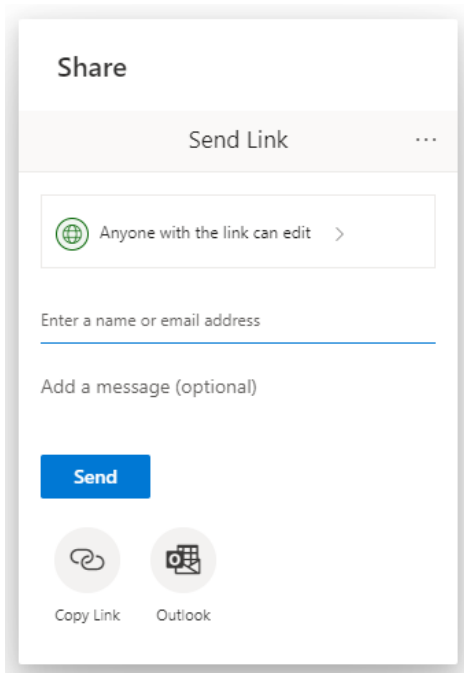 Share
Send Link
...
Anyone with the link can edit
Enter a name or email address
Add a message (optional)
Send
Copy Link Outlook